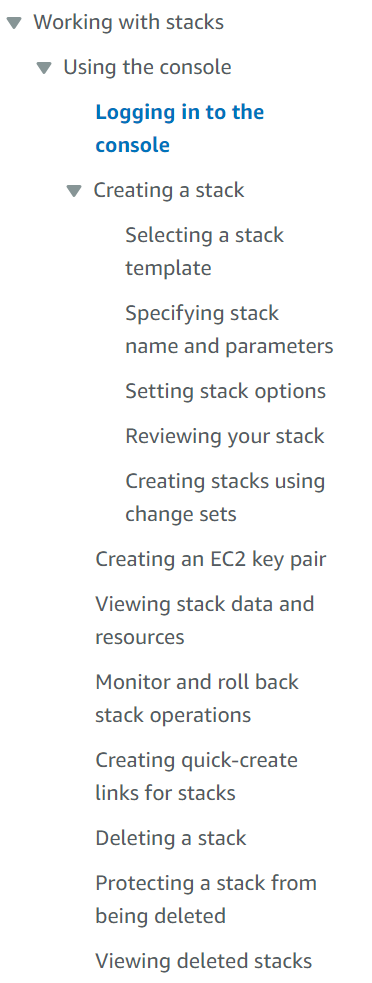 Working with stacks
Using the console
Logging in to the
console
Creating a stack
Selecting a stack
template
Specifying stack
name and parameters
Setting stack options
Reviewing your stack
Creating stacks using
change sets
Creating an EC2 key pair
Viewing stack data and
resources
Monitor and roll back
stack operations
Creating quick-create
links for stacks
Deleting a stack
Protecting a stack from
being deleted
Viewing deleted stacks